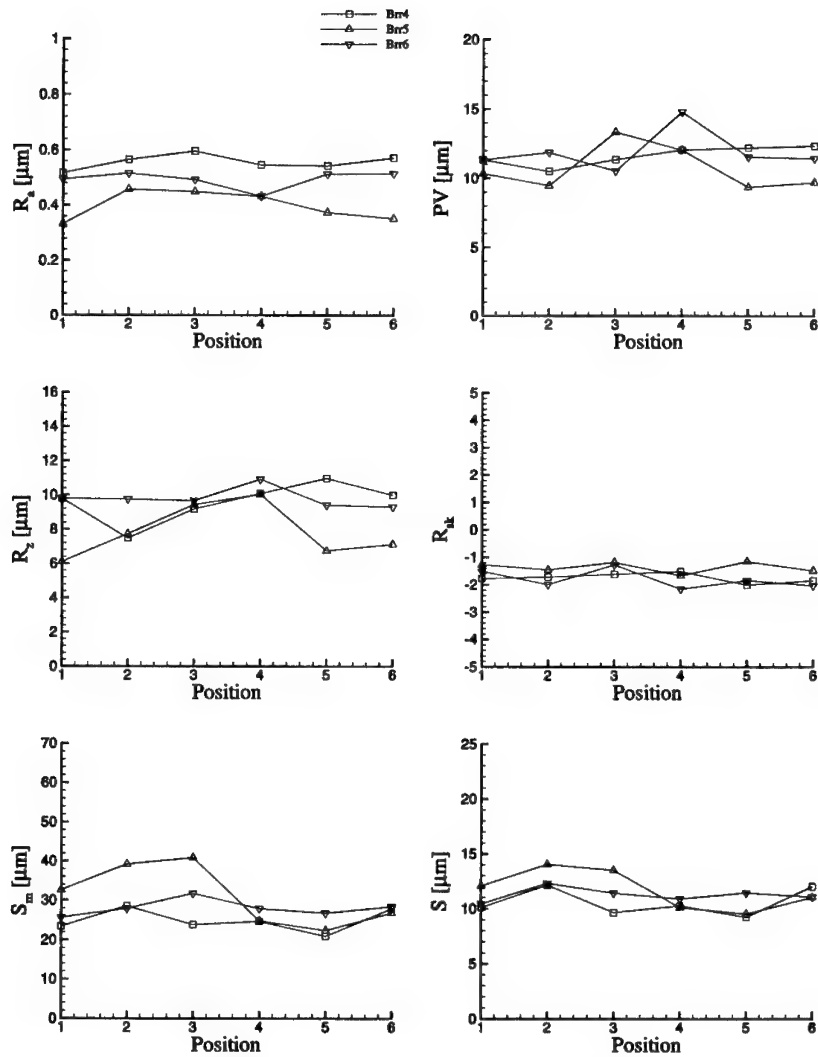 Brr4
Brr5
Brr6
1
0.8
0.6
0.4
0.2
0
Ra [μm]
1 2 3 4 5 6
Position
20
15
10
5
0
PV [μm]
1 2 3 4 5 6
Position
16
14
12
10
8
6
4
2
0
Rz [μm]
1 2 3 4 5 6
Position
5
4
3
2
1
0
-1
-2
-3
-4
-5
Rsk
1 2 3 4 5 6
Position
70
60
50
40
30
20
10
0
Sm [μm]
1 2 3 4 5 6
Position
25
20
15
10
5
0
S [μm]
1 2 3 4 5 6
Position